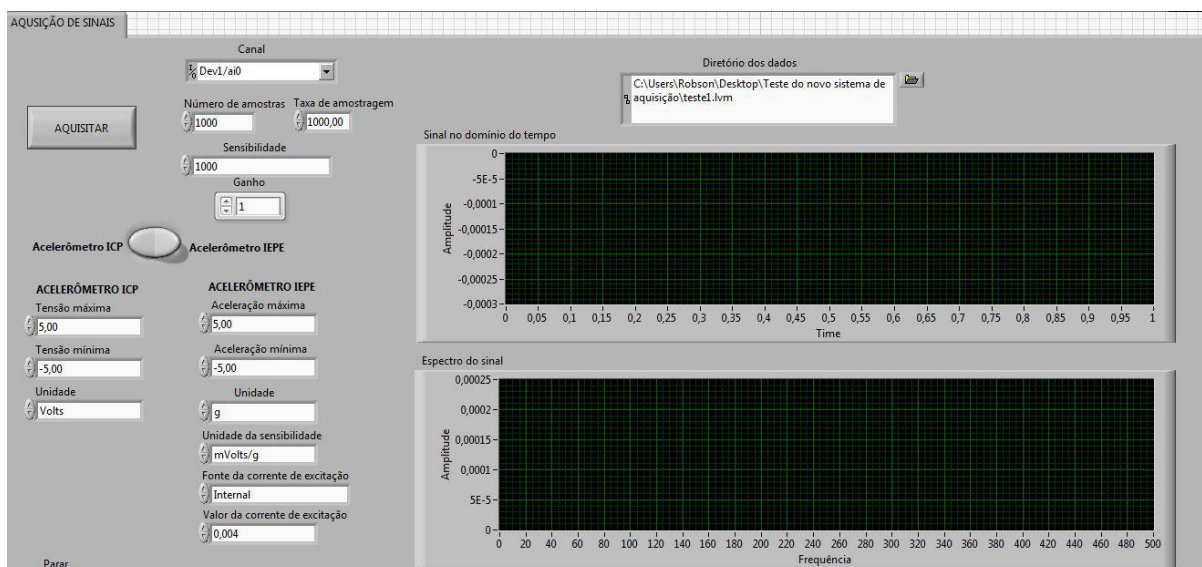 AQUSIÇÃO DE SINAIS
Canal
Dev1/ai0
Diretório dos dados
C:\Users\Robson\Desktop\Teste do novo sistema de
aquisição\teste1.lvm
AQUISITAR
Número de amostras Taxa de amostragem
1000 1000,00
Sensibilidade
1000
Ganho
1
Acelerômetro ICP Acelerômetro IEPE
ACELERÔMETRO ICP
Tensão máxima
5,00
Tensão mínima
-5,00
Unidade
Volts
ACELERÔMETRO IEPE
Aceleração máxima
5,00
Aceleração mínima
-5,00
Unidade
g
Unidade da sensibilidade
mVolts/g
Fonte da corrente de excitação
Internal
Valor da corrente de excitação
0,004
Parar
Sinal no domínio do tempo
Amplitude
0
-5E-5
-0,0001
-0,00015
-0,0002
-0,00025
-0,0003
0 0,05 0,1 0,15 0,2 0,25 0,3 0,35 0,4 0,45 0,5 0,55 0,6 0,65 0,7 0,75 0,8 0,85 0,9 0,95 1
Time
Espectro do sinal
Amplitude
0,00025
0,0002
0,00015
0,0001
5E-5
0
0 20 40 60 80 100 120 140 160 180 200 220 240 260 280 300 320 340 360 380 400 420 440 460 480 500
Frequência